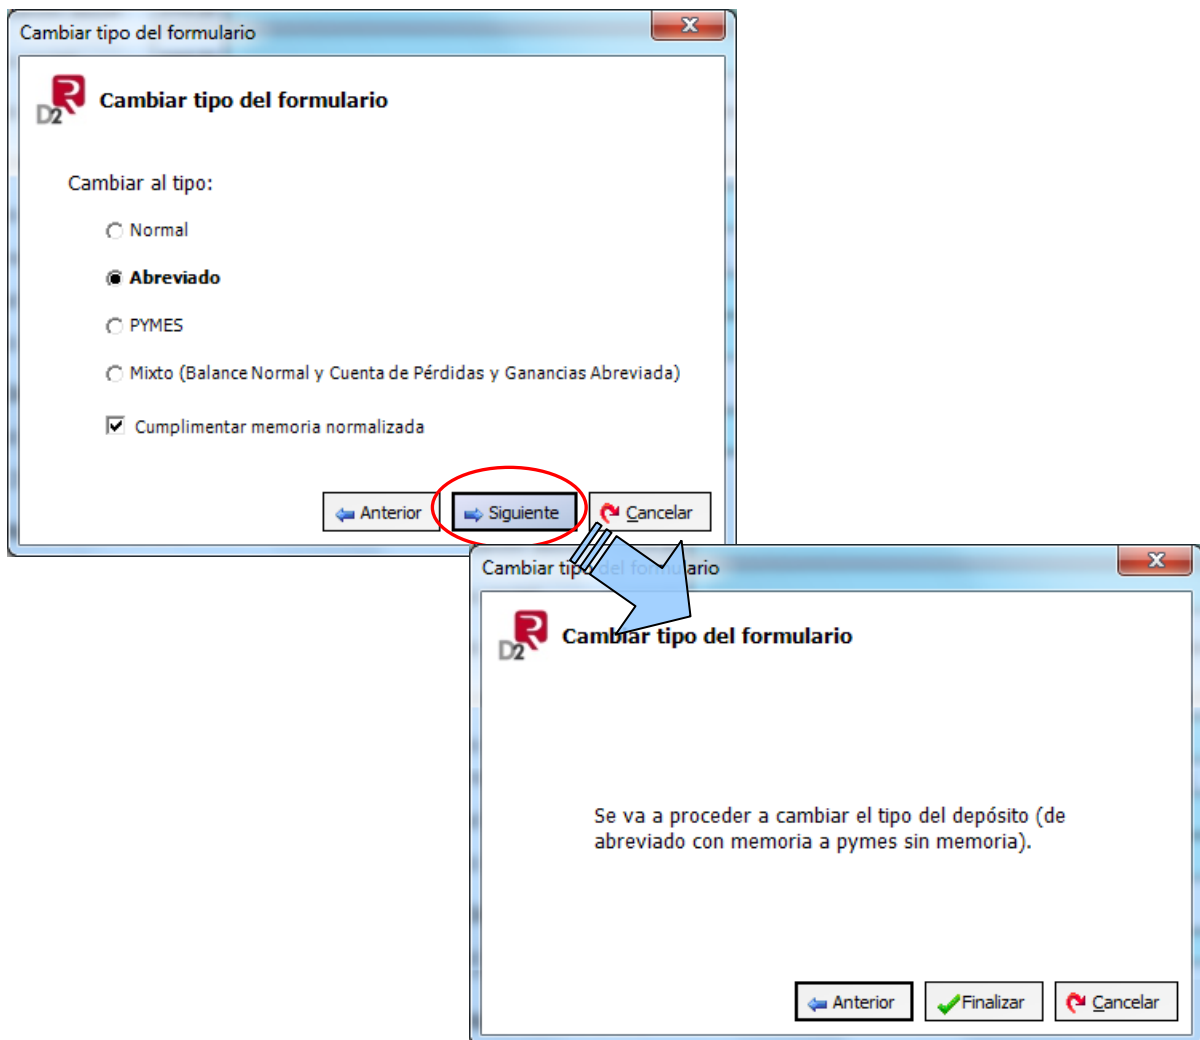 Cambiar tipo del formulario
D2 R
Cambiar tipo del formulario
Cambiar al tipo:
Normal
Abreviado
PYMES
Mixto (Balance Normal y Cuenta de Pérdidas y Ganancias Abreviada)
Cumplimentar memoria normalizada
Anterior Siguiente Cancelar
Cambiar tipo del formulario
D2 R
Cambiar tipo del formulario
Se va a proceder a cambiar el tipo del depósito (de
abreviado con memoria a pymes sin memoria).
Anterior Finalizar Cancelar